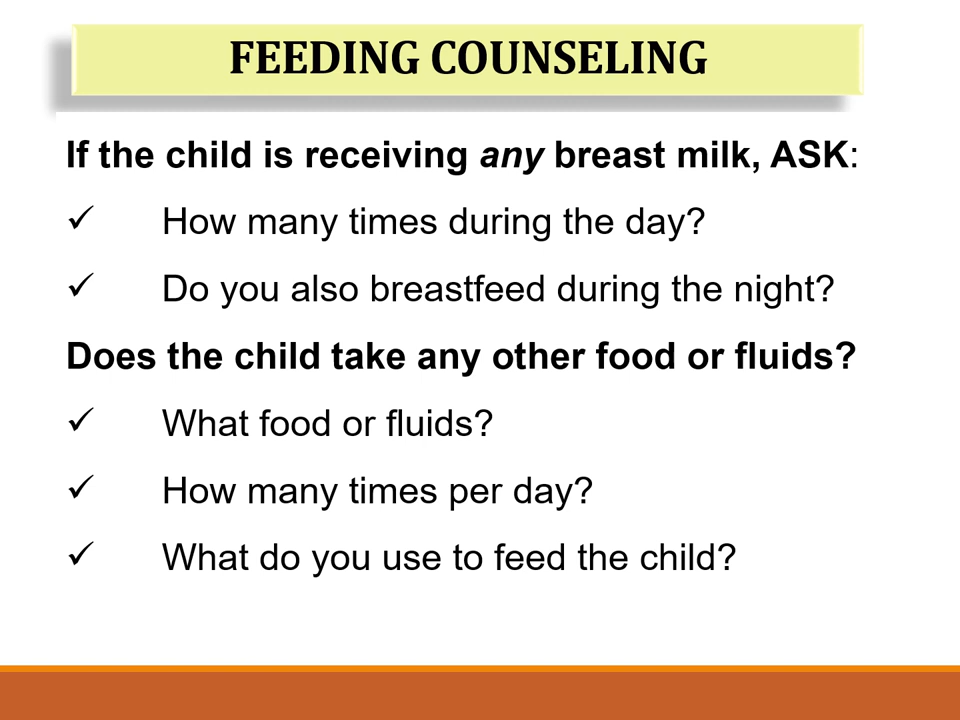 FEEDING COUNSELING
If the child is receiving any breast milk, ASK:
✓ How many times during the day?
✓ Do you also breastfeed during the night?
Does the child take any other food or fluids?
✓ What food or fluids?
✓ How many times per day?
✓ What do you use to feed the child?